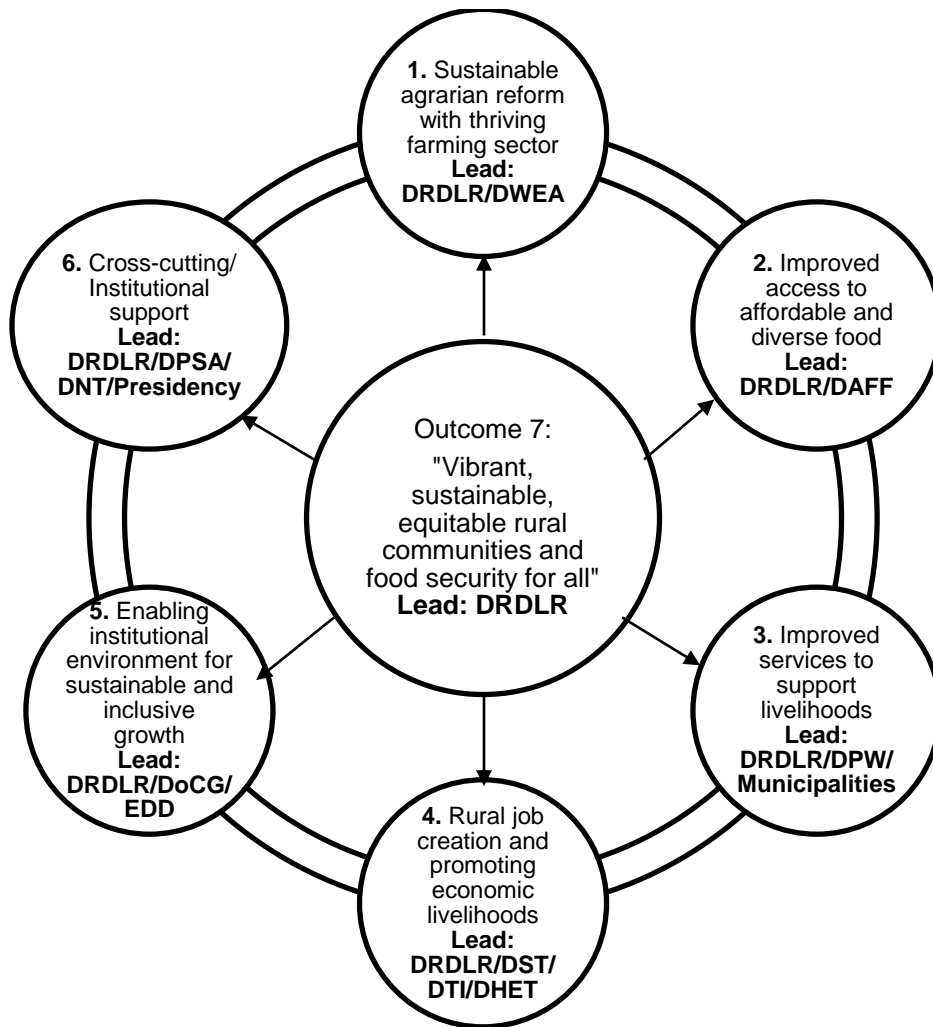 1. Sustainable
agrarian reform
with thriving
farming sector
Lead:
DRDLR/DWEA
2. Improved
access to
affordable and
diverse food
Lead:
DRDLR/DAFF
3. Improved
services to
support
livelihoods
Lead:
DRDLR/DPW/
Municipalities
4. Rural job
creation and
promoting
economic
livelihoods
Lead:
DRDLR/DST/
DTI/DHET
5. Enabling
institutional
environment for
sustainable and
inclusive
growth
Lead:
DRDLR/DoCG/
EDD
6. Cross-cutting/
Institutional
support
Lead:
DRDLR/DPSA/
DNT/Presidency
Outcome 7:
"Vibrant,
sustainable,
equitable rural
communities and
food security for all"
Lead: DRDLR